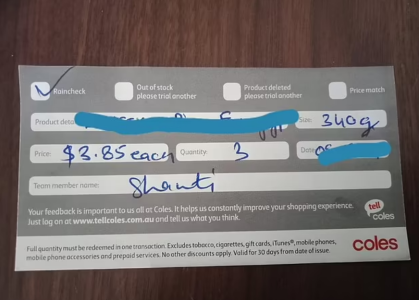 Raincheck Out of stock please trial another Product deleted please trial another Price match
Product detail Size: 340g
Price: $3.85 each Quantity: 3 Date
Team member name: Shanti
Your feedback is important to us all at Coles. It helps us constantly improve your shopping experience.
Just log on at www.tellcoles.com.au and tell us what you think.
tell coles
Full quantity must be redeemed in one transaction. Excludes tobacco, cigarettes, gift cards, iTunes®, mobile phones,
mobile phone accessories and prepaid services. No other discounts apply. Valid for 30 days from date of issue.
coles